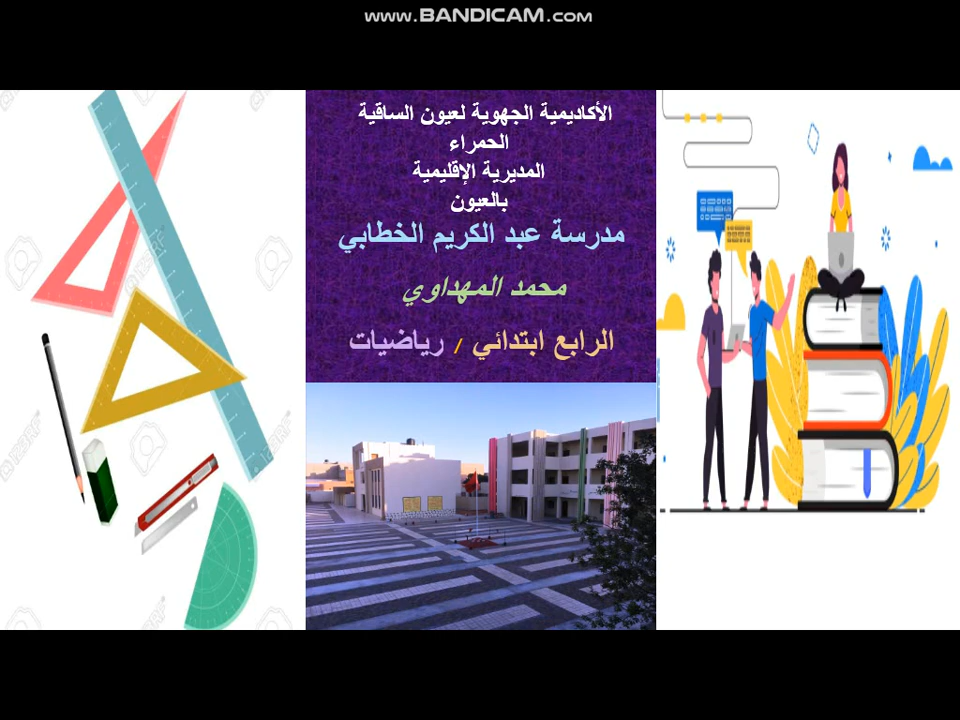 www.BANDICAM.com
الأكاديمية الجهوية لعيون الساقية
الحمراء
المديرية الإقليمية
بالعيون
مدرسة عبد الكريم الخطابي
محمد المهداوي
الرابع ابتدائي / رياضيات